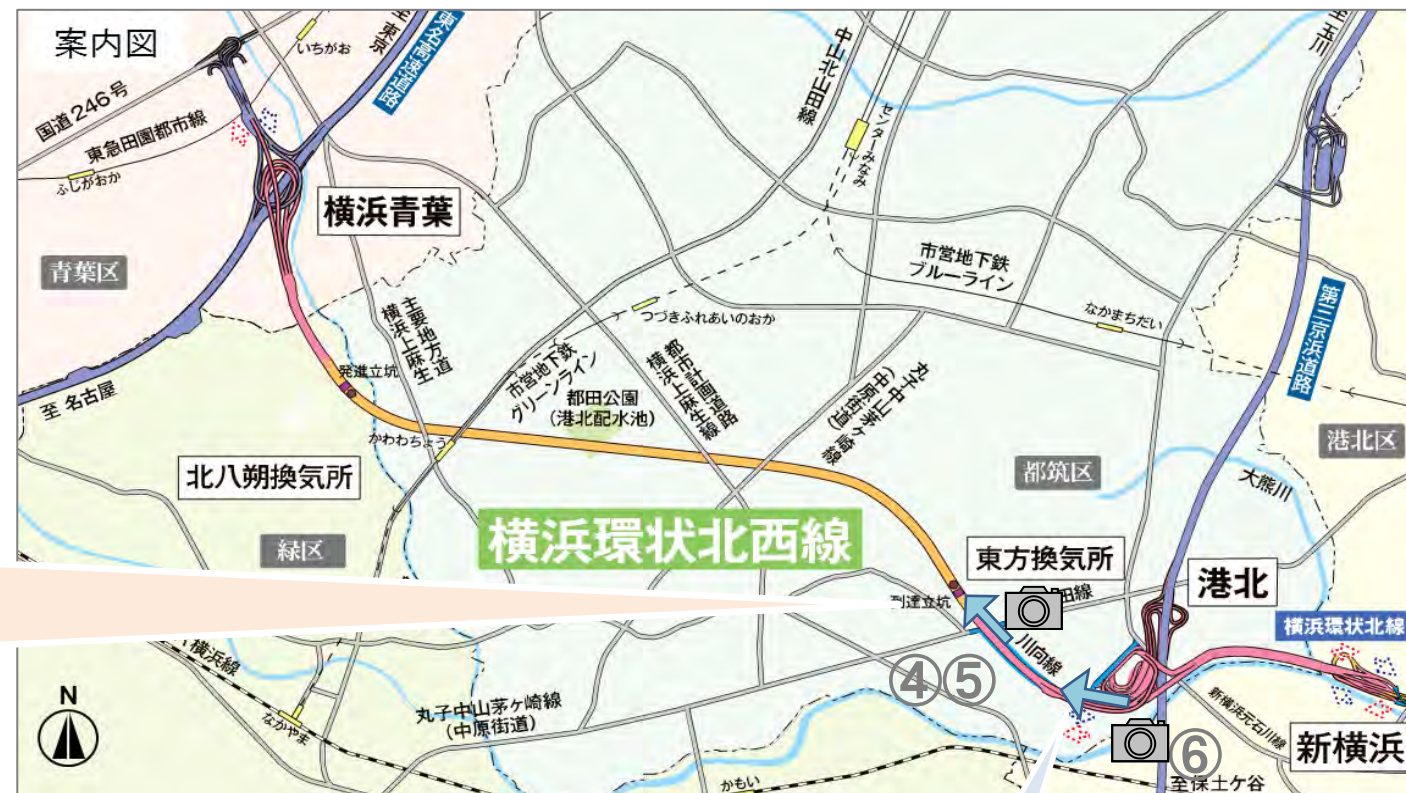 案内図
至 東京
東名高速道路
いちがお
国道246号
東急田園都市線
ふじがおか
横浜青葉
青葉区
中山北山田線
センターみなみ
至 玉川
市営地下鉄
ブルーライン
なかまちだい
第三京浜道路
主要地方道
横浜上麻生
発進立坑
至 名古屋
つづきふれあいのおか
市営地下鉄
グリーンライン
都田公園
(港北配水池)
都市計画道路
横浜上麻生線
丸子中山茅ヶ崎線
(中原街道)
かわわちょう
港北区
都筑区
大熊川
北八朔換気所
緑区
横浜環状北西線
東方換気所
港北
到達立坑
田線
横浜環状北線
川向線
④⑤
横浜線
N
なかやま
丸子中山茅ヶ崎線
(中原街道)
新横浜元石川線
新横浜
⑥
かもい
至保土ケ谷